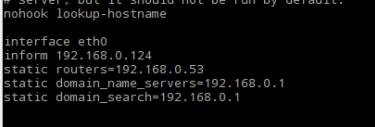 # Server, but it should not be run by default.
nohook lookup-hostname
interface eth0
inform 192.168.0.124
static routers=192.168.0.53
static domain_name_servers=192.168.0.1
static domain_search=192.168.0.1